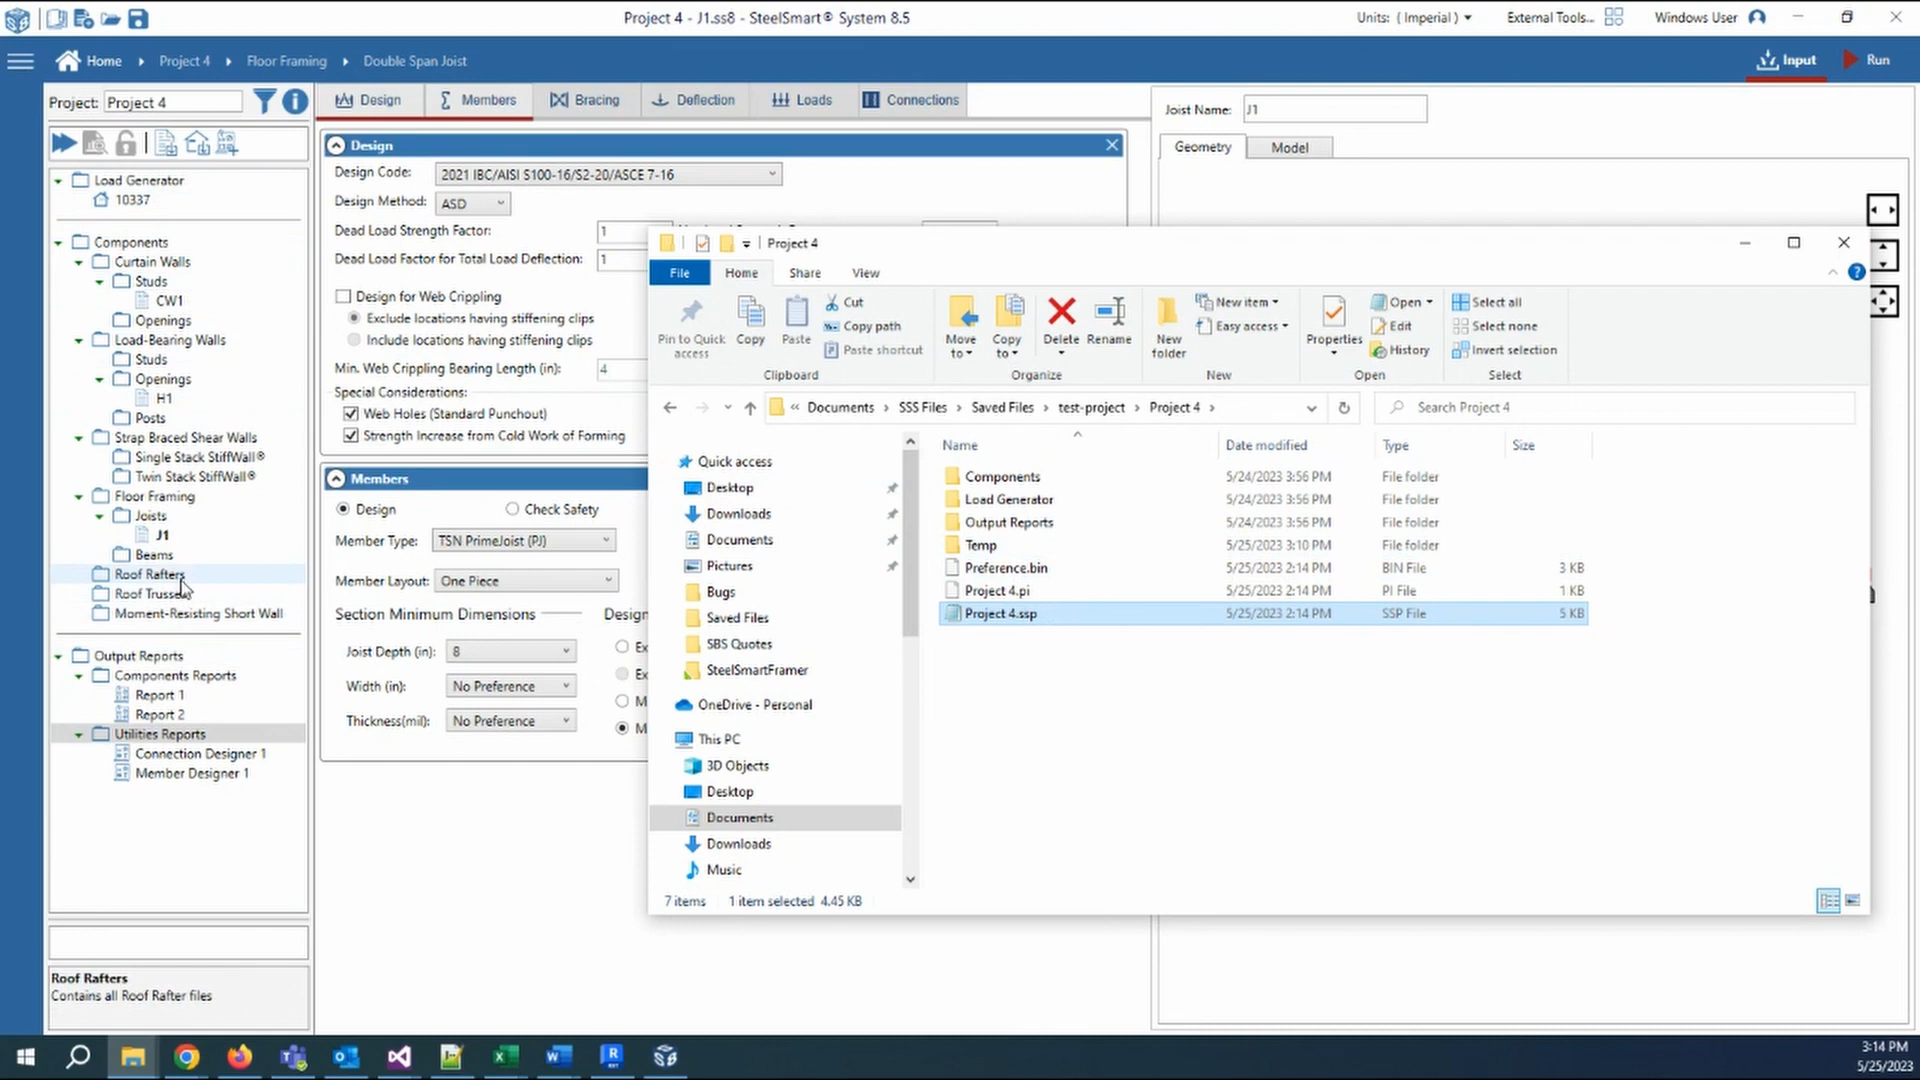 Project 4 - J1.ss8 - SteelSmart® System 8.5
Units: ( Imperial )
External Tools...
Windows User
Home
Project 4
Floor Framing
Double Span Joist
Input
Run
Project: Project 4
Load Generator
10337
Components
Curtain Walls
Studs
CW1
Openings
Load-Bearing Walls
Studs
Openings
H1
Posts
Strap Braced Shear Walls
Single Stack StiffWall®
Twin Stack StiffWall®
Floor Framing
Joists
J1
Beams
Roof Rafters
Roof Trusses
Moment-Resisting Short Wall
Output Reports
Components Reports
Report 1
Report 2
Utilities Reports
Connection Designer 1
Member Designer 1
Roof Rafters
Contains all Roof Rafter files
Design
Members
Bracing
Deflection
Loads
Connections
Design
Design Code: 2021 IBC/AISI S100-16/S2-20/ASCE 7-16
Design Method: ASD
Dead Load Strength Factor: 1
Dead Load Factor for Total Load Deflection: 1
Design for Web Crippling
Exclude locations having stiffening clips
Include locations having stiffening clips
Min. Web Crippling Bearing Length (in): 4
Special Considerations:
Web Holes (Standard Punchout)
Strength Increase from Cold Work of Forming
Members
Design
Check Safety
Member Type: TSN PrimeJoist (PJ)
Member Layout: One Piece
Section Minimum Dimensions
Joist Depth (in): 8
Width (in): No Preference
Thickness(mil): No Preference
Joist Name: J1
Geometry
Model
Project 4
File
Home
Share
View
Pin to Quick access
Copy
Paste
Cut
Copy path
Paste shortcut
Clipboard
Move to
Copy to
Delete
Rename
Organize
New folder
New item
Easy access
New
Properties
Open
Edit
History
Open
Select all
Select none
Invert selection
Select
« Documents › SSS Files › Saved Files › test-project › Project 4 ›
Search Project 4
Quick access
Desktop
Downloads
Documents
Pictures
Bugs
Saved Files
SBS Quotes
SteelSmartFramer
OneDrive - Personal
This PC
3D Objects
Desktop
Documents
Downloads
Music
Name Date modified Type Size
Components 5/24/2023 3:56 PM File folder
Load Generator 5/24/2023 3:56 PM File folder
Output Reports 5/24/2023 3:56 PM File folder
Temp 5/25/2023 3:10 PM File folder
Preference.bin 5/25/2023 2:14 PM BIN File 3 KB
Project 4.pi 5/25/2023 2:14 PM PI File 1 KB
Project 4.ssp 5/25/2023 2:14 PM SSP File 5 KB
7 items 1 item selected 4.45 KB
3:14 PM
5/25/2023